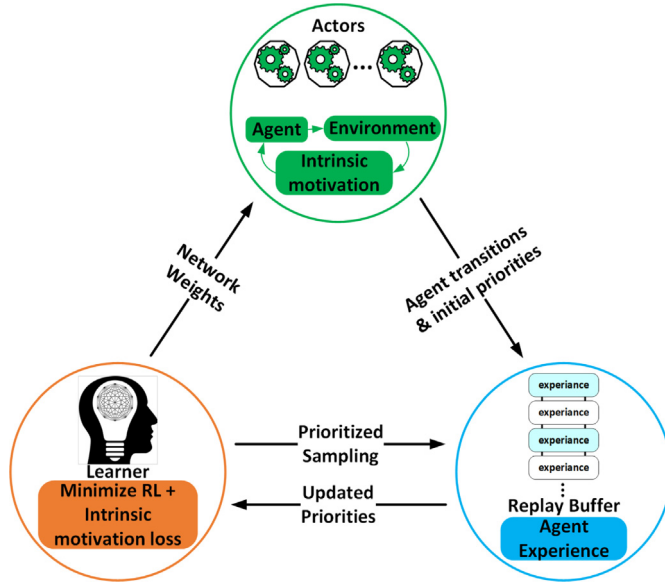 Actors
...
Agent
Environment
Intrinsic
motivation
Network
Weights
Agent transitions
& initial priorities
Learner
Minimize RL +
Intrinsic
motivation loss
Prioritized
Sampling
Updated
Priorities
experiance
experiance
experiance
experiance
Replay Buffer
Agent
Experience